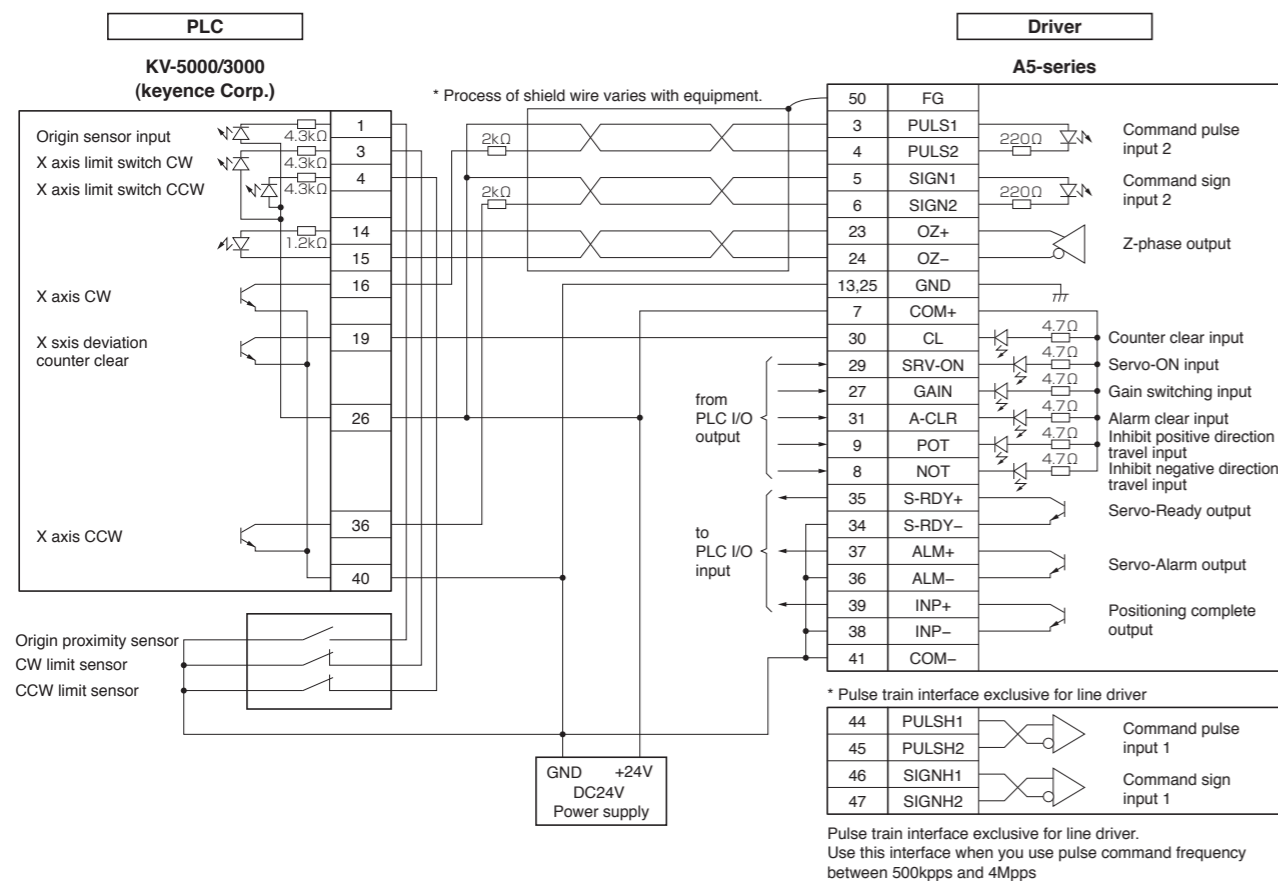 PLC
Driver
KV-5000/3000
(keyence Corp.)
A5-series
* Process of shield wire varies with equipment.
Origin sensor input
X axis limit switch CW
X axis limit switch CCW
X axis CW
X sxis deviation
counter clear
X axis CCW
4.3kΩ
4.3kΩ
4.3kΩ
1.2kΩ
1
3
4
14
15
16
19
26
36
40
2kΩ
2kΩ
Origin proximity sensor
CW limit sensor
CCW limit sensor
GND +24V
DC24V
Power supply
from
PLC I/O
output
to
PLC I/O
input
50 FG
3 PULS1
4 PULS2
5 SIGN1
6 SIGN2
23 OZ+
24 OZ−
13,25 GND
7 COM+
30 CL
29 SRV-ON
27 GAIN
31 A-CLR
9 POT
8 NOT
35 S-RDY+
34 S-RDY−
37 ALM+
36 ALM−
39 INP+
38 INP−
41 COM−
220Ω
Command pulse
input 2
220Ω
Command sign
input 2
Z-phase output
4.7Ω
Counter clear input
4.7Ω
Servo-ON input
4.7Ω
Gain switching input
4.7Ω
Alarm clear input
4.7Ω
Inhibit positive direction
travel input
4.7Ω
Inhibit negative direction
travel input
Servo-Ready output
Servo-Alarm output
Positioning complete
output
* Pulse train interface exclusive for line driver
44 PULSH1
45 PULSH2
46 SIGNH1
47 SIGNH2
Command pulse
input 1
Command sign
input 1
Pulse train interface exclusive for line driver.
Use this interface when you use pulse command frequency
between 500kpps and 4Mpps